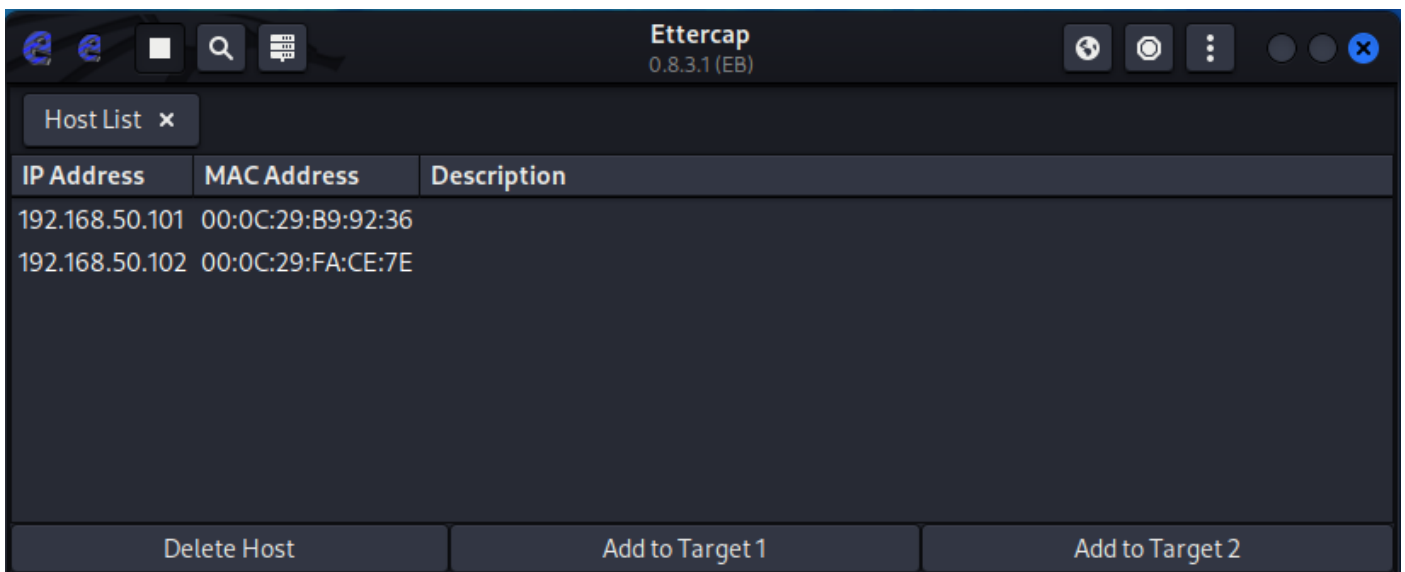 Ettercap
0.8.3.1 (EB)
Host List ×
IP Address MAC Address Description
192.168.50.101 00:0C:29:B9:92:36
192.168.50.102 00:0C:29:FA:CE:7E
Delete Host Add to Target 1 Add to Target 2